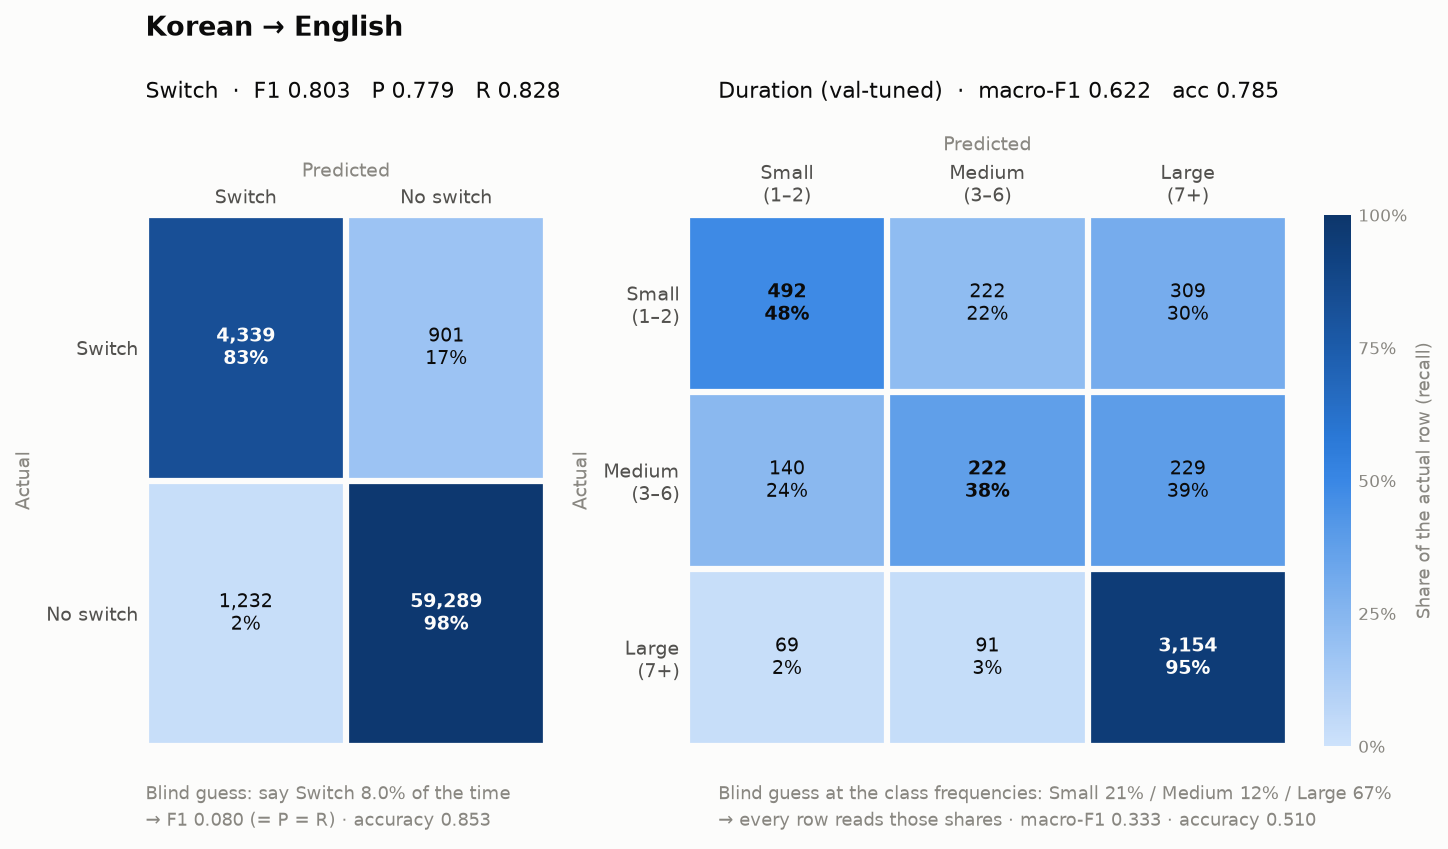 Korean → English
Switch · F1 0.803 P 0.779 R 0.828
Duration (val-tuned) · macro-F1 0.622 acc 0.785
Predicted
Switch No switch
Actual
Switch
4,339 901
83% 17%
No switch
1,232 59,289
2% 98%
Blind guess: say Switch 8.0% of the time
→ F1 0.080 (= P = R) · accuracy 0.853
Predicted
Small Medium Large
(1–2) (3–6) (7+)
Actual
Small
(1–2)
492 222 309
48% 22% 30%
Medium
(3–6)
140 222 229
24% 38% 39%
Large
(7+)
69 91 3,154
2% 3% 95%
Blind guess at the class frequencies: Small 21% / Medium 12% / Large 67%
→ every row reads those shares · macro-F1 0.333 · accuracy 0.510
100%
75%
50%
25%
0%
Share of the actual row (recall)